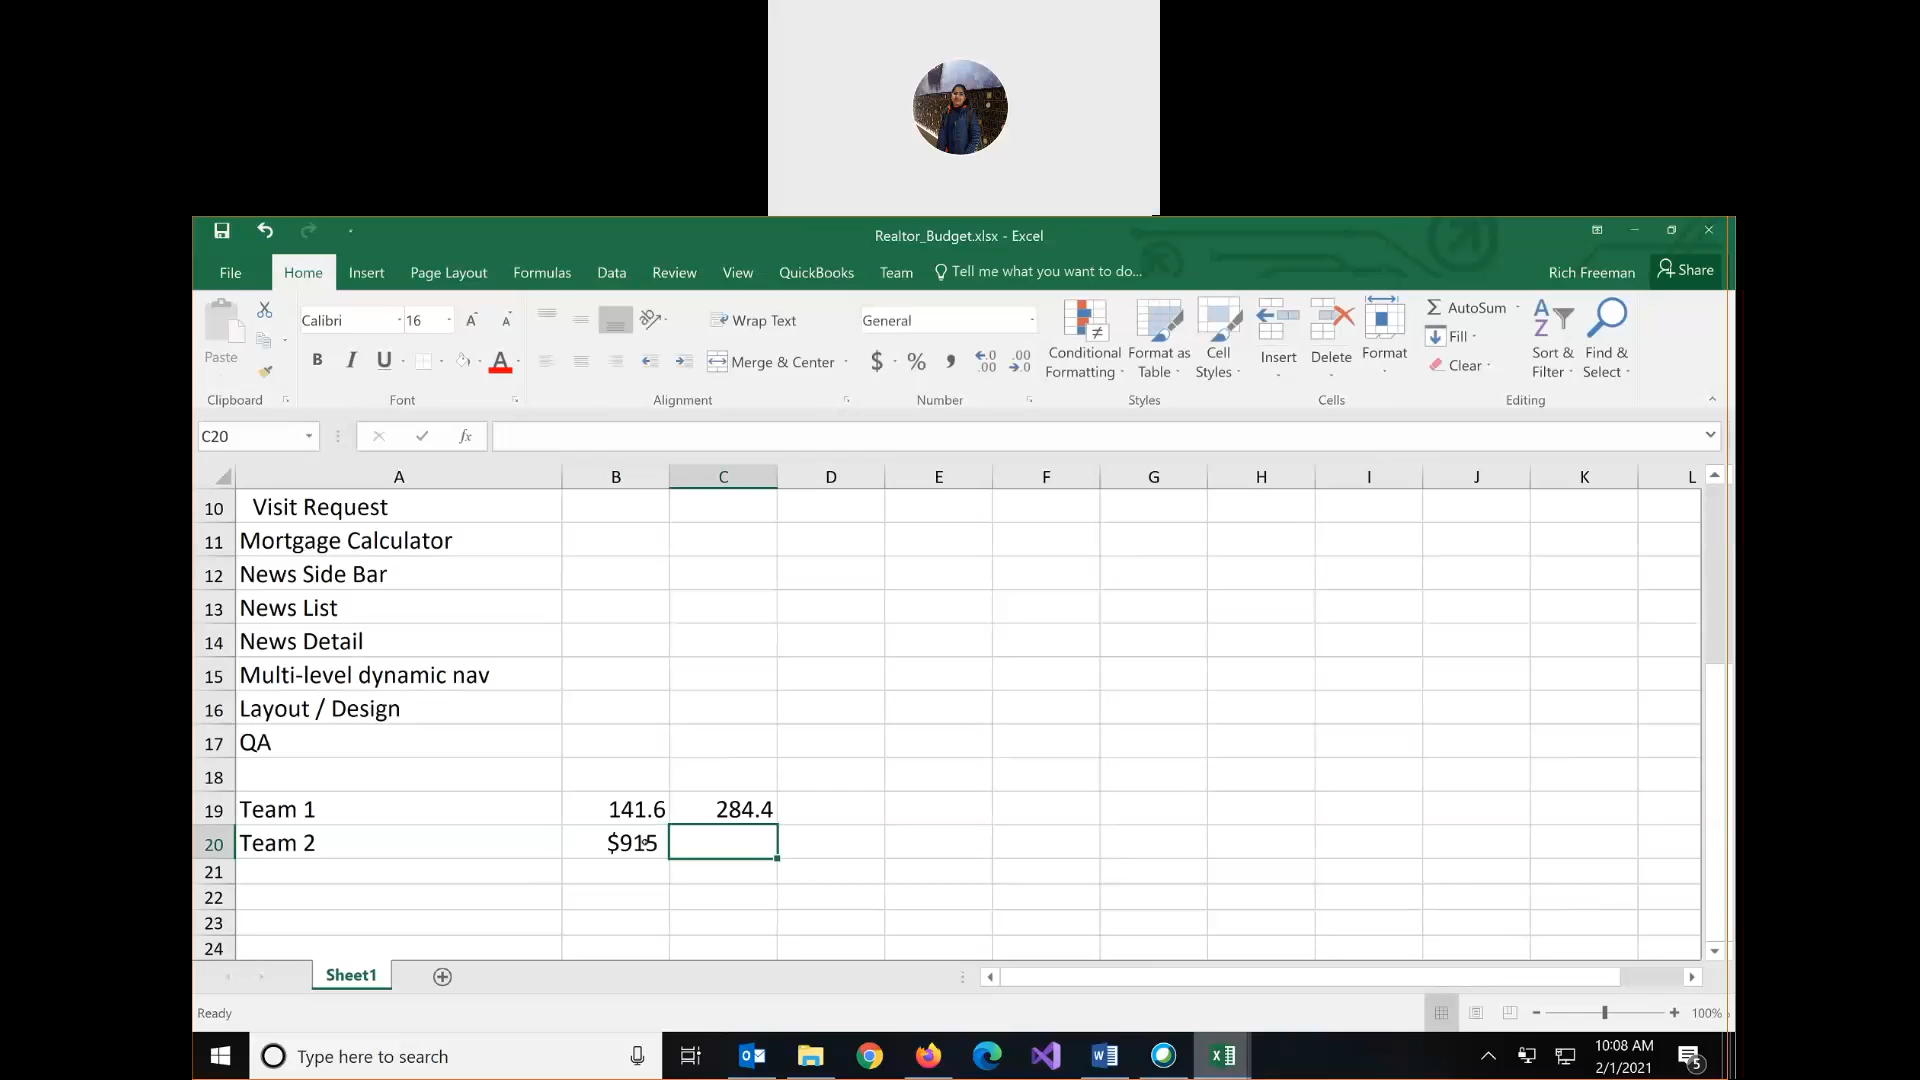 Realtor_Budget.xlsx - Excel
File Home Insert Page Layout Formulas Data Review View QuickBooks Team Tell me what you want to do... Rich Freeman Share
Calibri 16 A A Wrap Text General AutoSum
Paste B I U A Merge & Center $ % Conditional Formatting Format as Table Cell Styles Insert Delete Format Fill Clear Sort & Filter Find & Select
Clipboard Font Alignment Number Styles Cells Editing
C20 fx
A B C D E F G H I J K L
10 Visit Request
11 Mortgage Calculator
12 News Side Bar
13 News List
14 News Detail
15 Multi-level dynamic nav
16 Layout / Design
17 QA
18
19 Team 1 141.6 284.4
20 Team 2 $915
21
22
23
24
Sheet1
Ready 100%
Type here to search 10:08 AM
2/1/2021 5